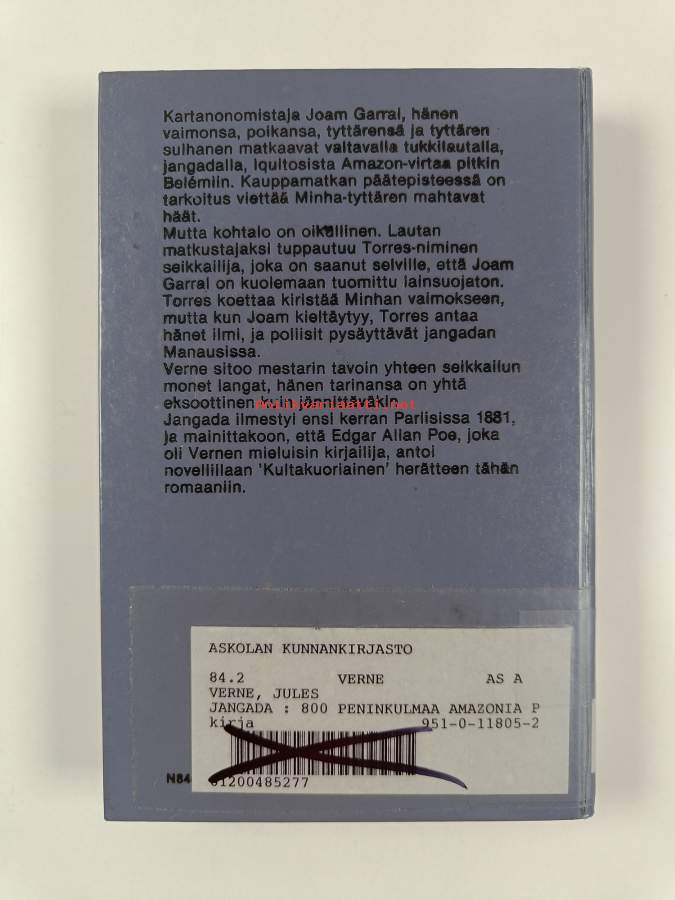 Kartanonomistaja Joam Garral, hänen
vaimonsa, poikansa, tyttärensä ja tyttären
sulhanen matkaavat valtavalla tukkilautalla,
jangadalla, Iquitosista Amazon-virtaa pitkin
Belémiin. Kauppamatkan päätepisteessä on
tarkoitus viettää Minha-tyttären mahtavat
häät.
Mutta kohtalo on oikullinen. Lautan
matkustajaksi tuppautuu Torres-niminen
seikkailija, joka on saanut selville, että Joam
Garral on kuolemaan tuomittu lainsuojaton.
Torres koettaa kiristää Minhan vaimokseen,
mutta kun Joam kieltäytyy, Torres antaa
hänet ilmi, ja poliisit pysäyttävät jangadan
Manausissa.
Verne sitoo mestarin tavoin yhteen seikkailun
monet langat, hänen tarinansa on yhtä
eksoottinen kuin jännittäväkin.
Antikvariaatti.net
Jangada ilmestyi ensi kerran Pariisissa 1881,
ja mainittakoon, että Edgar Allan Poe, joka
oli Vernen mieluisin kirjailija, antoi
novellillaan 'Kultakuoriainen' herätteen tähän
romaaniin.
ASKOLAN KUNNANKIRJASTO
84.2 VERNE AS A
VERNE, JULES
JANGADA : 800 PENINKULMAA AMAZONIA P
kirja 951-0-11805-2
N84
01200485277